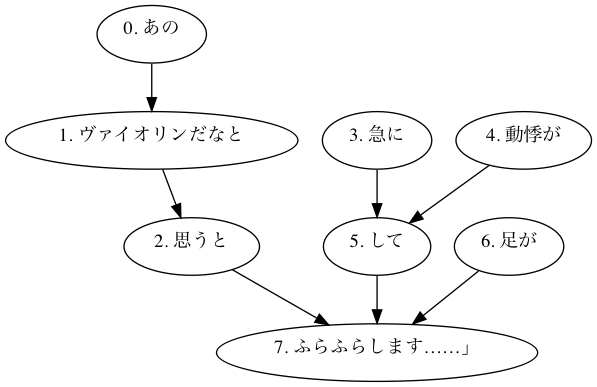 0. あの
1. ヴァイオリンだなと
3. 急に
4. 動悸が
2. 思うと
5. して
6. 足が
7. ふらふらします……」